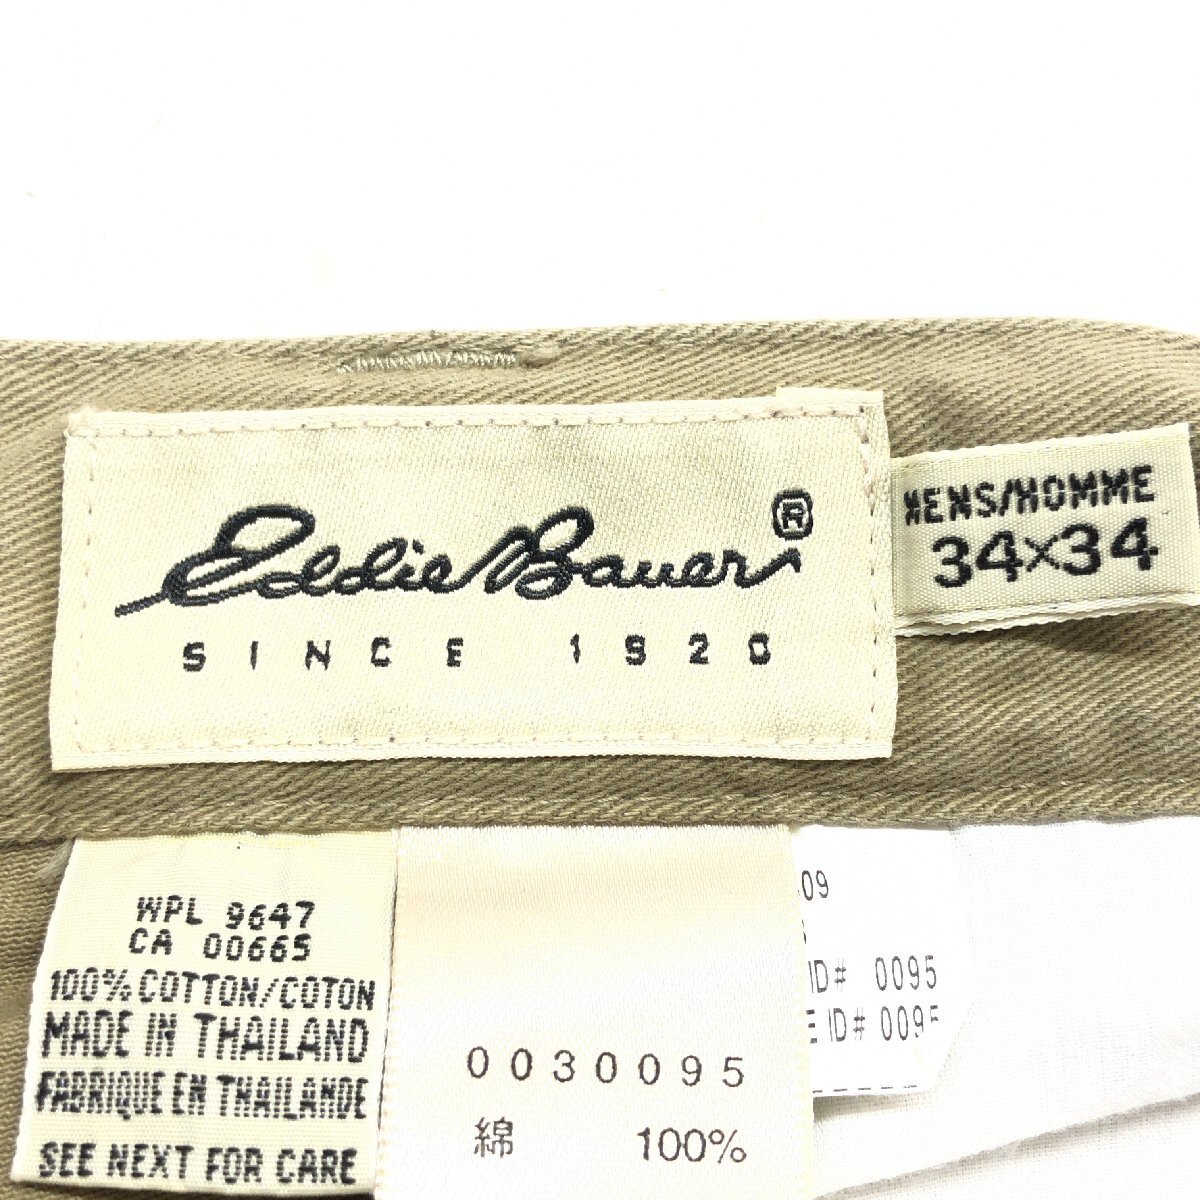 Eddie Bauer®
SINCE 1920
MENS/HOMME
34×34
WPL 9647
CA 00665
100% COTTON/COTON
MADE IN THAILAND
FABRIQUE EN THAILANDE
SEE NEXT FOR CARE
0030095
綿 100%
09
ID# 0095
E ID# 0095